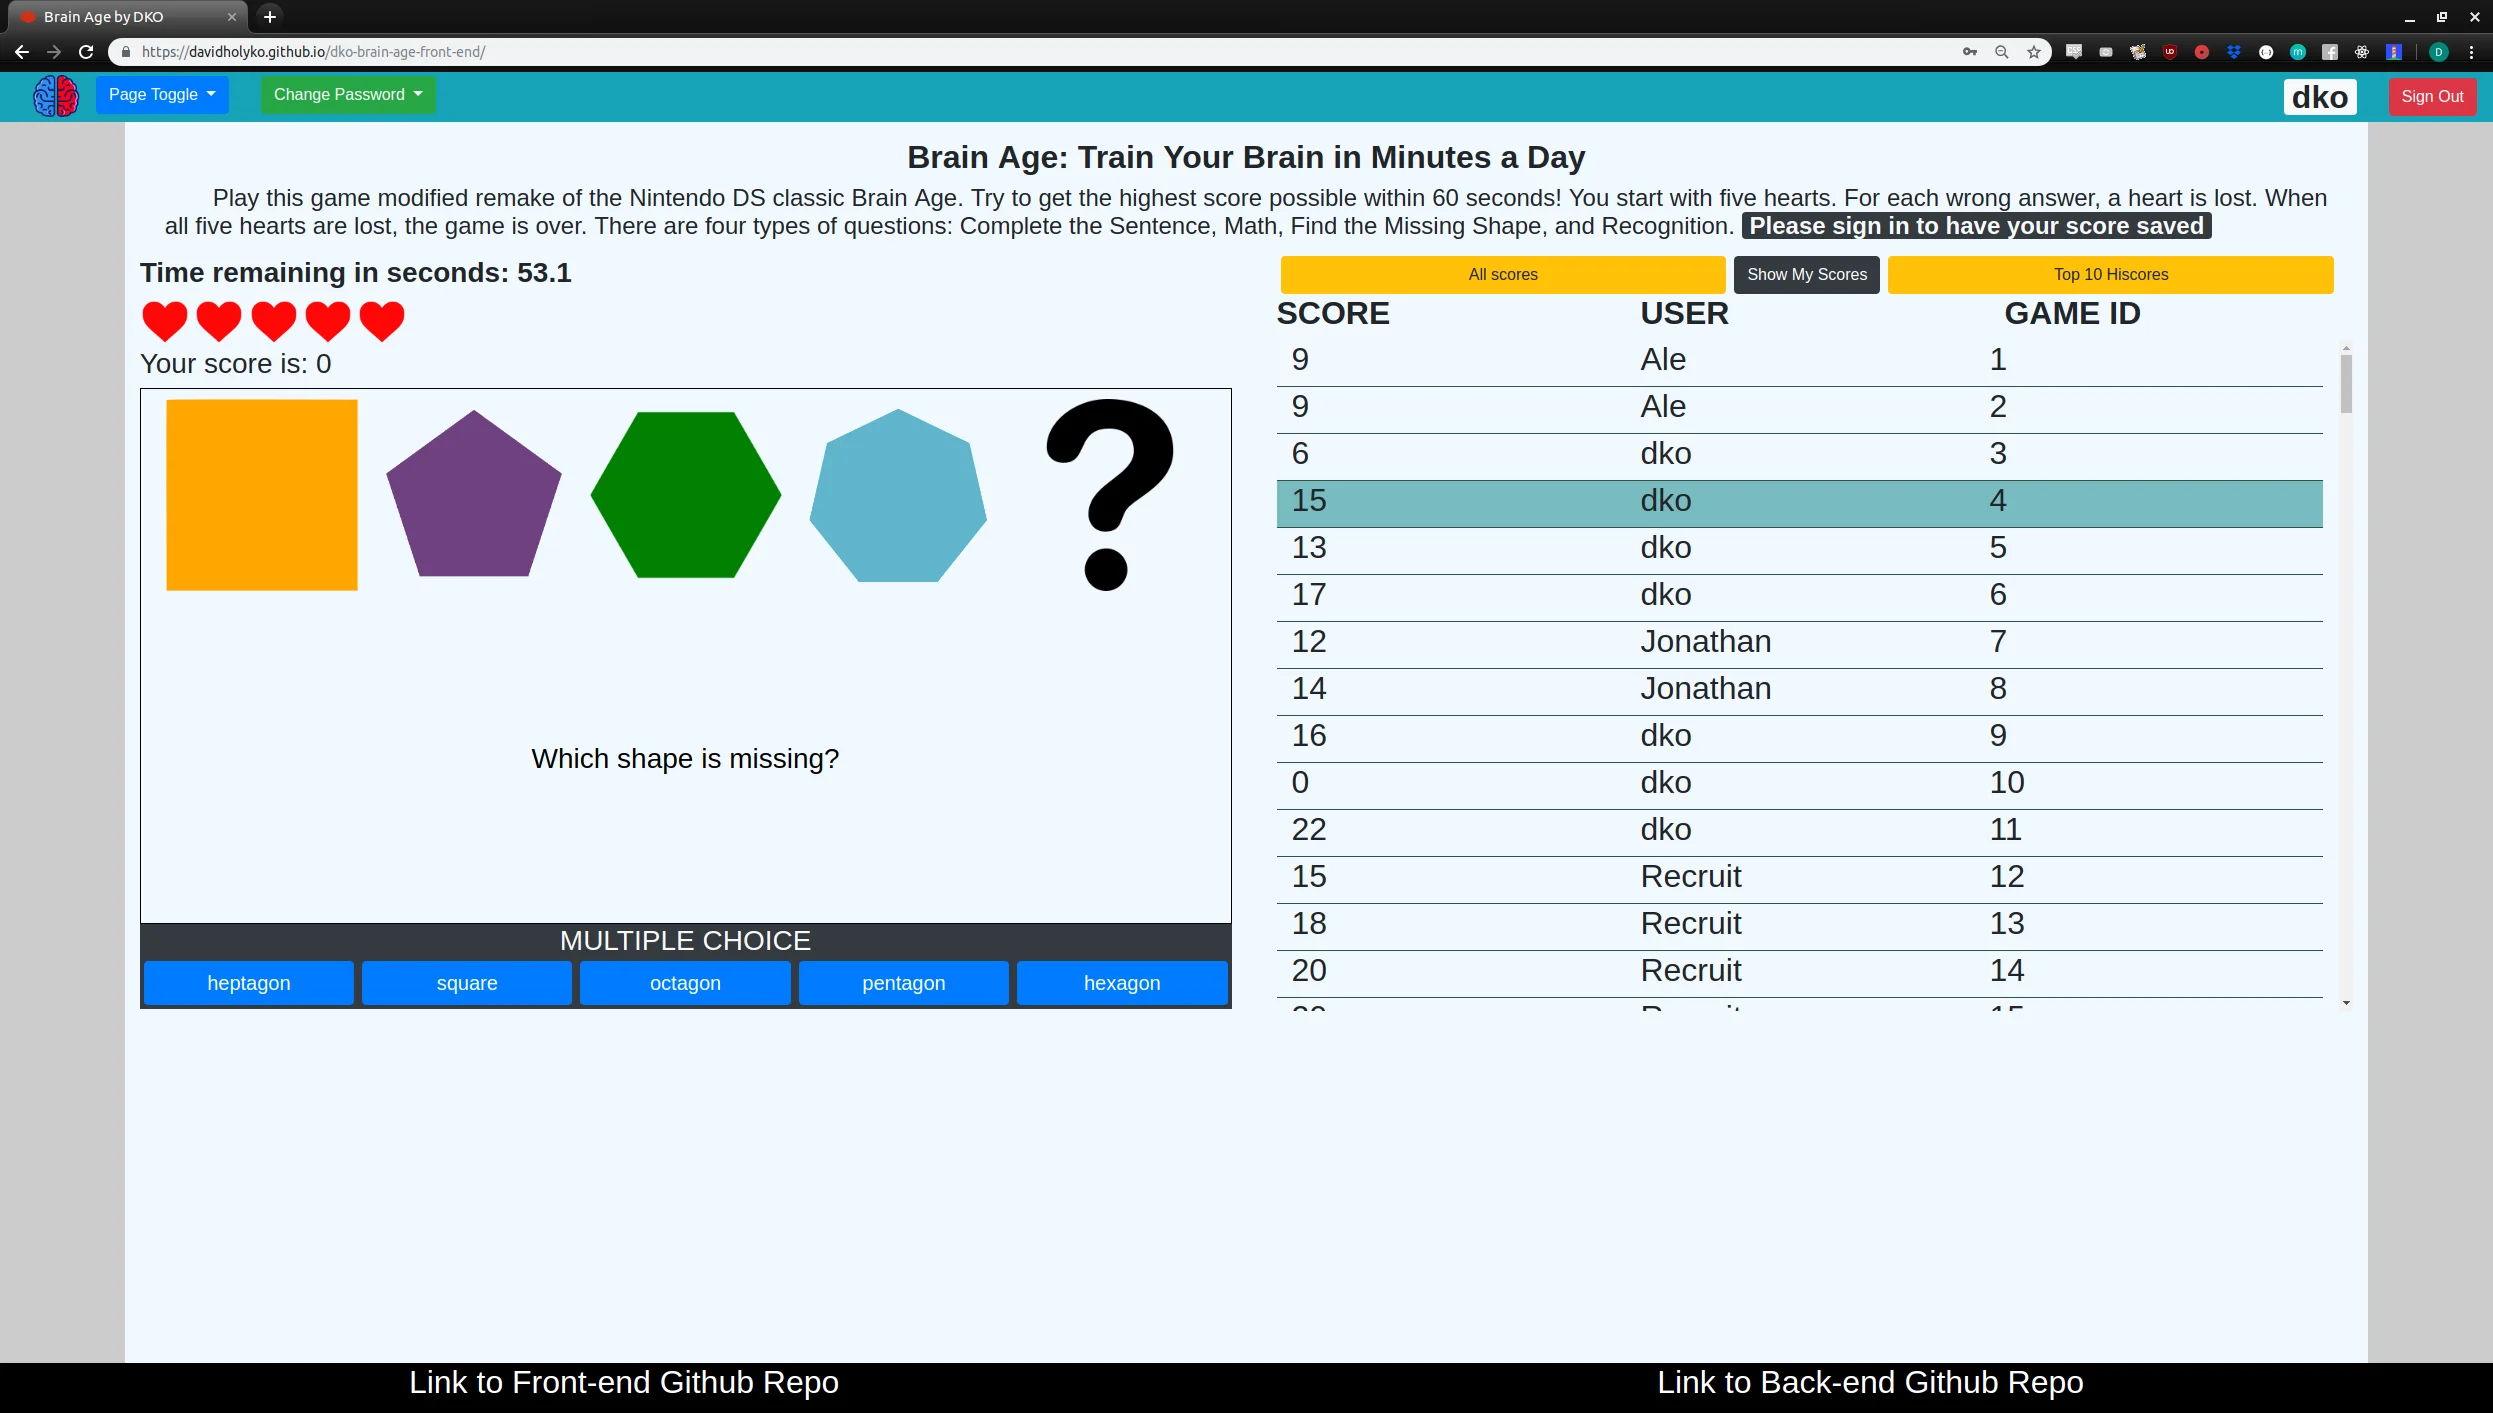 Brain Age by DKO
https://davidholyko.github.io/dko-brain-age-front-end/
Page Toggle
Change Password
dko
Sign Out
Brain Age: Train Your Brain in Minutes a Day
Play this game modified remake of the Nintendo DS classic Brain Age. Try to get the highest score possible within 60 seconds! You start with five hearts. For each wrong answer, a heart is lost. When
all five hearts are lost, the game is over. There are four types of questions: Complete the Sentence, Math, Find the Missing Shape, and Recognition. Please sign in to have your score saved
Time remaining in seconds: 53.1
Your score is: 0
Which shape is missing?
MULTIPLE CHOICE
heptagon square octagon pentagon hexagon
All scores Show My Scores Top 10 Hiscores
SCORE USER GAME ID
9 Ale 1
9 Ale 2
6 dko 3
15 dko 4
13 dko 5
17 dko 6
12 Jonathan 7
14 Jonathan 8
16 dko 9
0 dko 10
22 dko 11
15 Recruit 12
18 Recruit 13
20 Recruit 14
Link to Front-end Github Repo
Link to Back-end Github Repo